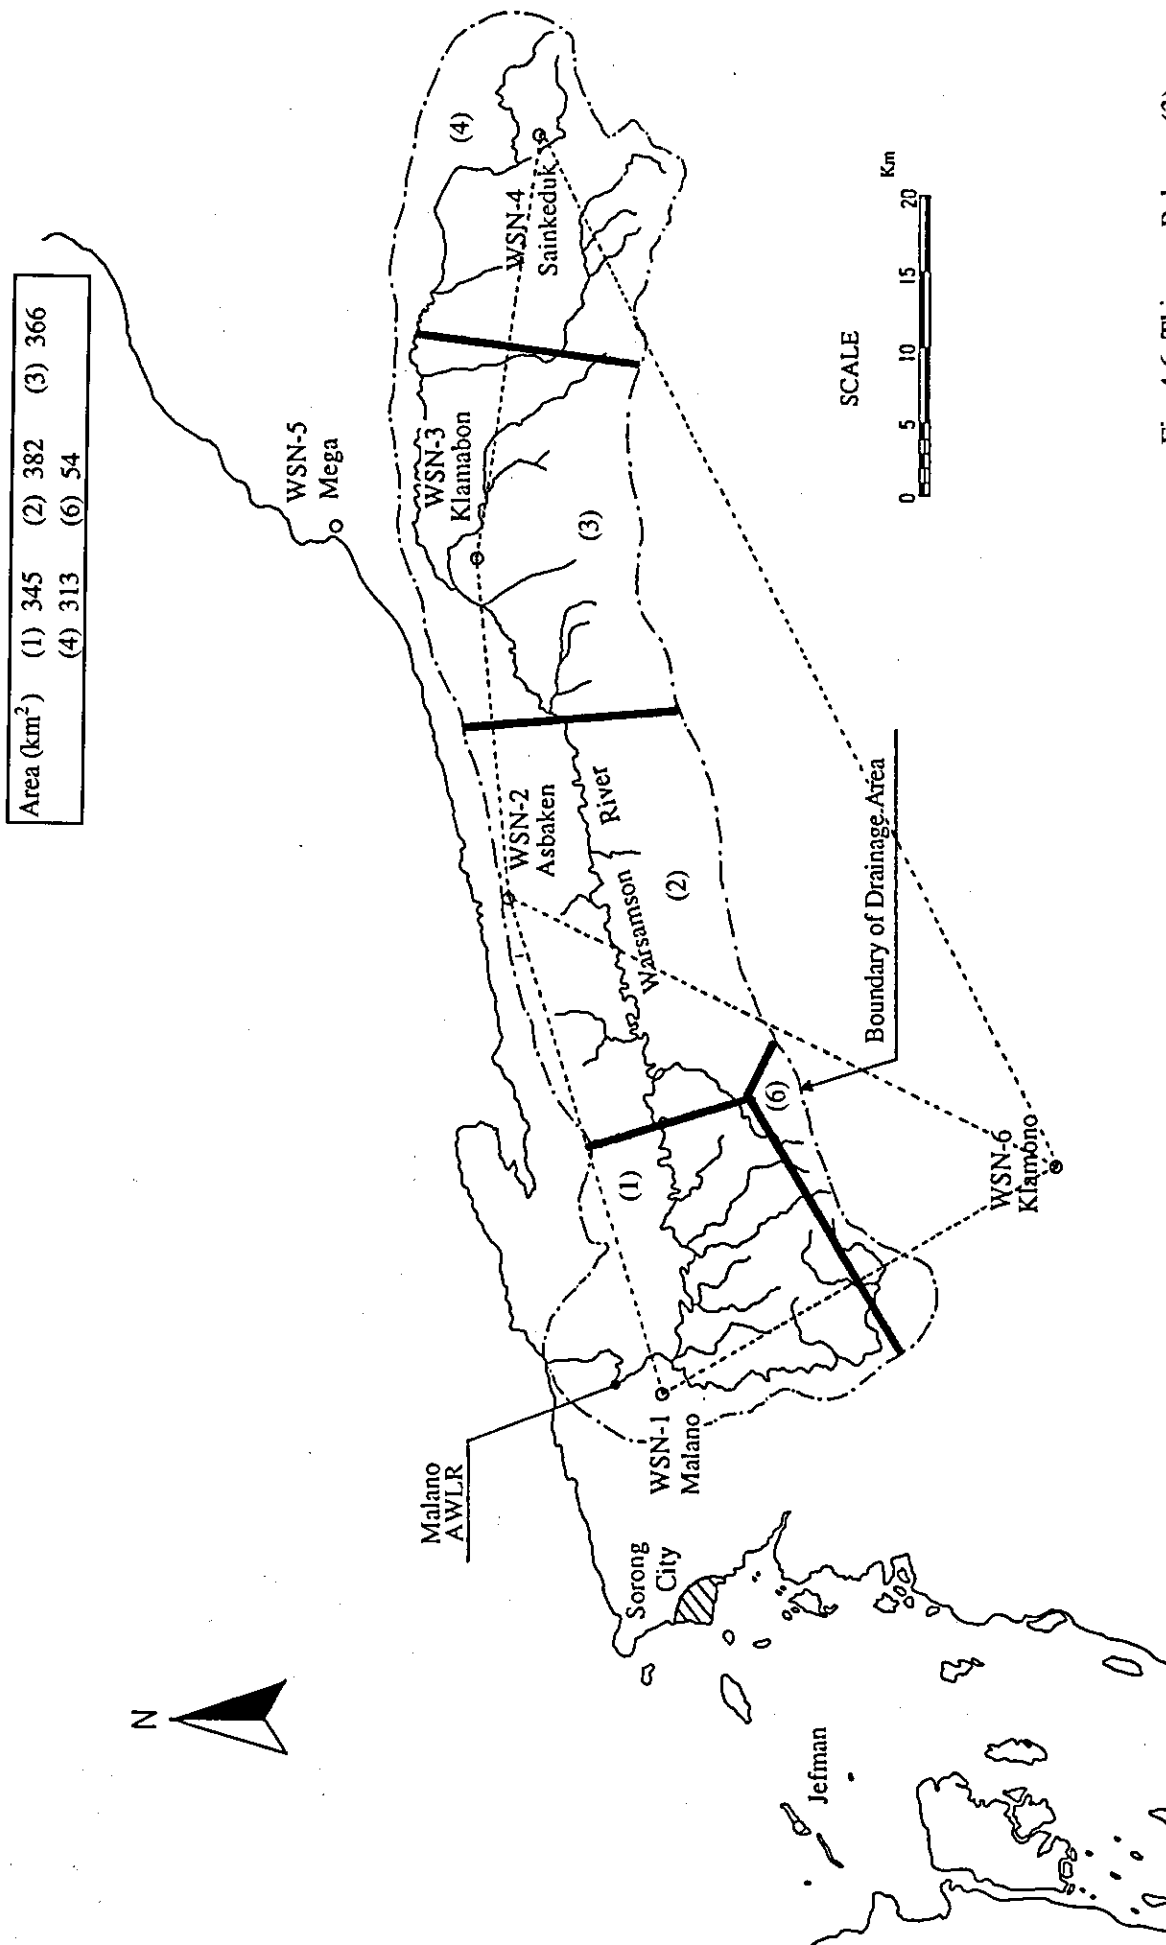 Area (km²) (1) 345 (2) 382 (3) 366
(4) 313 (6) 54
N
WSN-5
Mega
(4)
WSN-4
Sainkeduk
WSN-3
Klamabon
(3)
WSN-2
Asbaken
Warsamson River
(2)
(1)
(6)
Malano
AWLR
WSN-1
Malano
Sorong
City
Jefman
Boundary of Drainage Area
WSN-6
Klamono
SCALE
0 5 10 15 20 Km